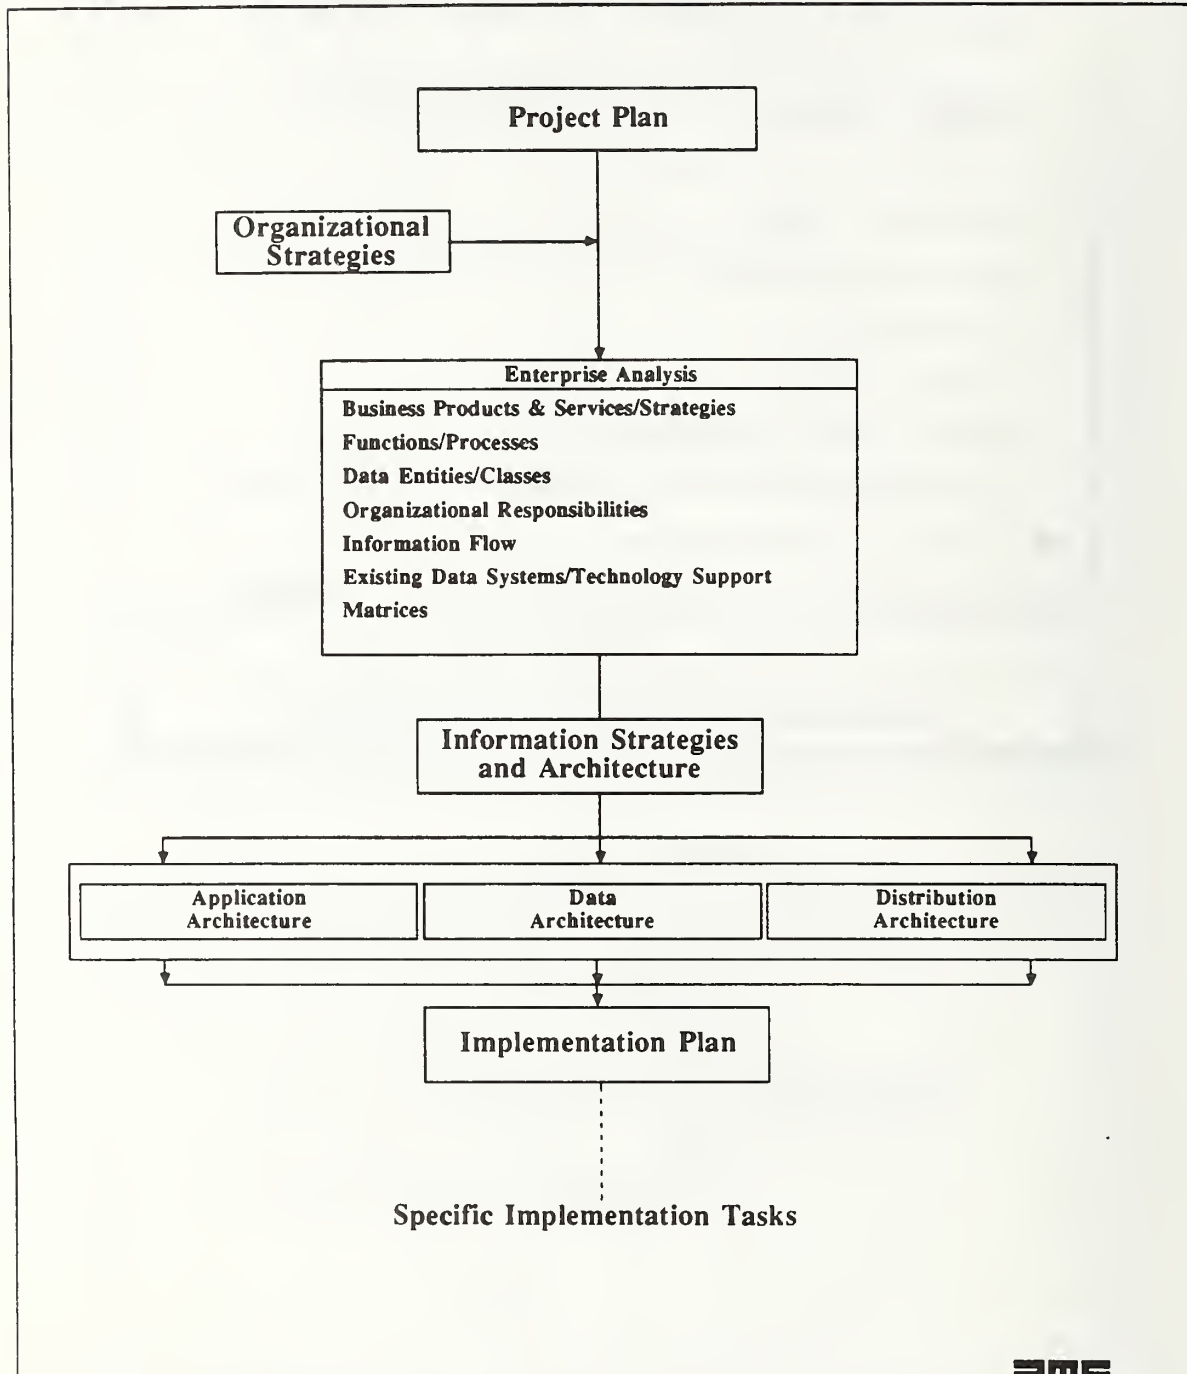 Project Plan
Organizational
Strategies
Enterprise Analysis
Business Products & Services/Strategies
Functions/Processes
Data Entities/Classes
Organizational Responsibilities
Information Flow
Existing Data Systems/Technology Support
Matrices
Information Strategies
and Architecture
Application
Architecture
Data
Architecture
Distribution
Architecture
Implementation Plan
Specific Implementation Tasks